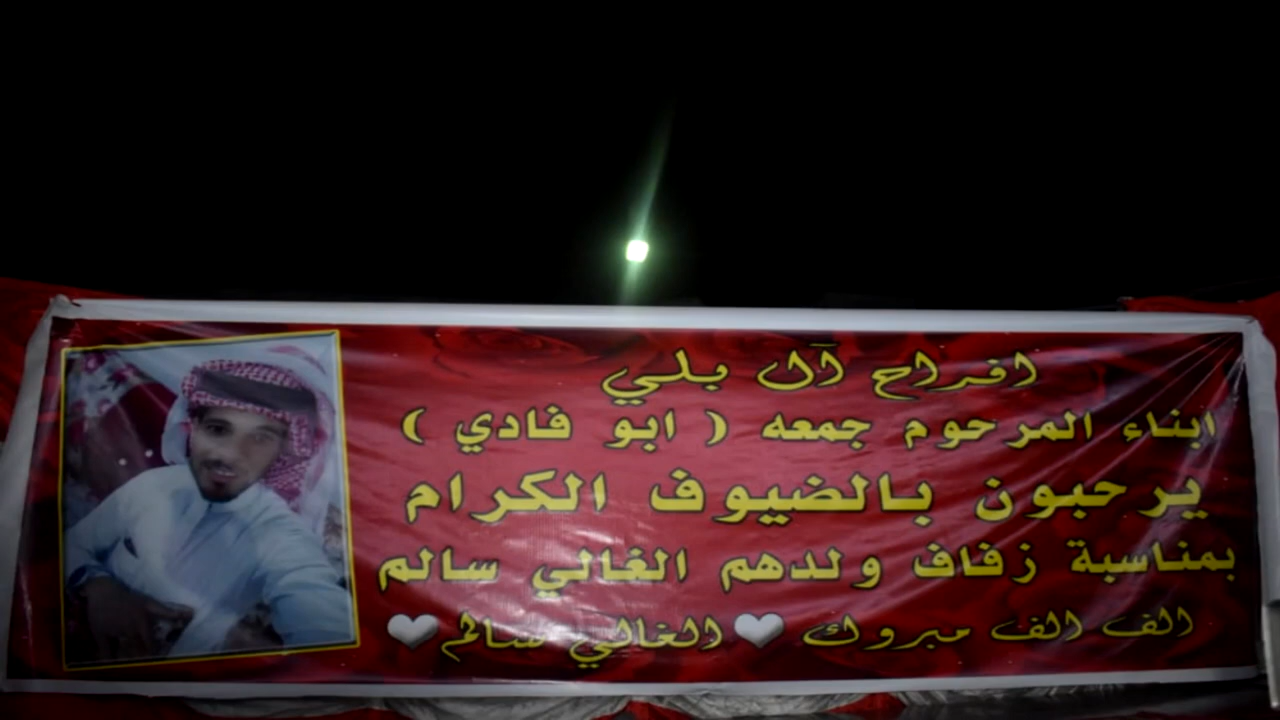 افراح آل بلي
ابناء المرحوم جمعه ( ابو فادي )
يرحبون بالضيوف الكرام
بمناسبة زفاف ولدهم الغالي سالم
الف الف مبروك 🤍 الغالي سالم 🤍